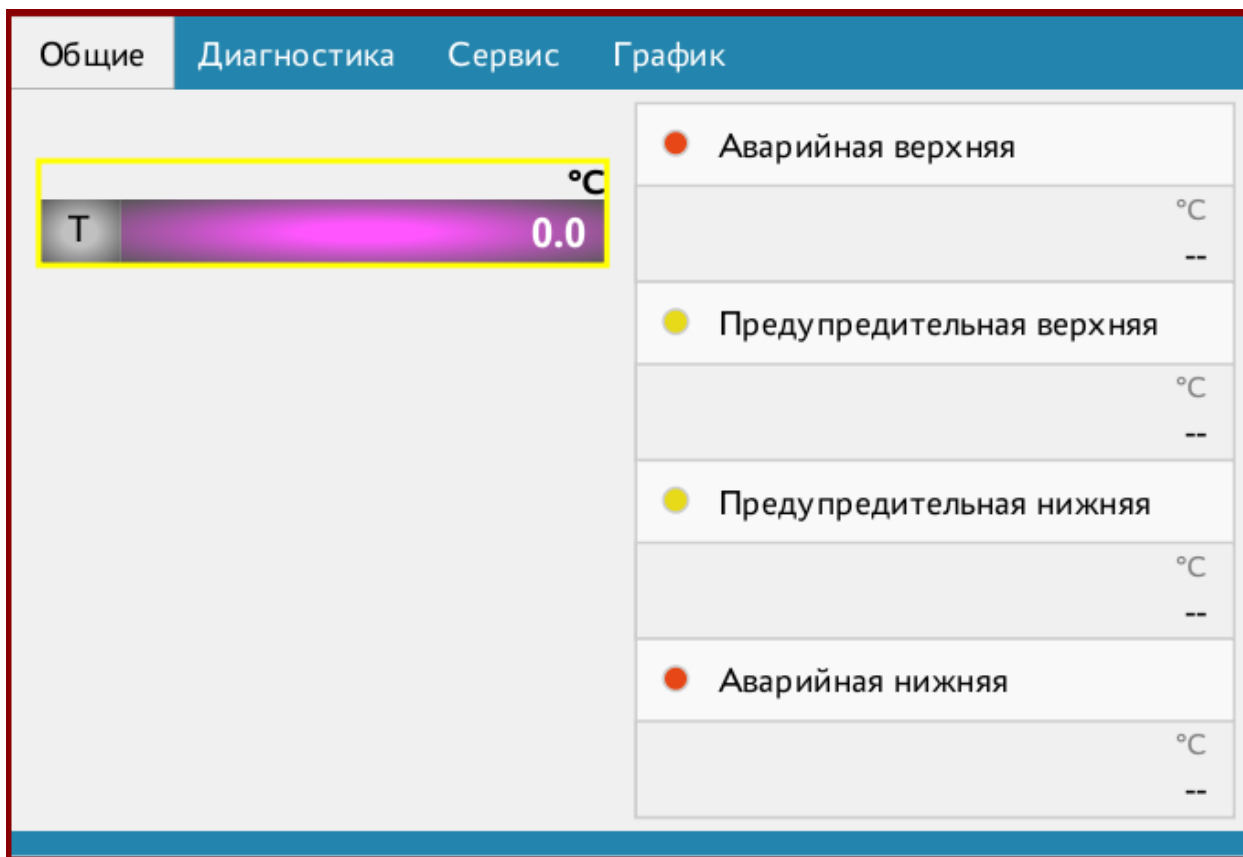 Общие Диагностика Сервис График
°C
T 0.0
Аварийная верхняя
°C
--
Предупредительная верхняя
°C
--
Предупредительная нижняя
°C
--
Аварийная нижняя
°C
--